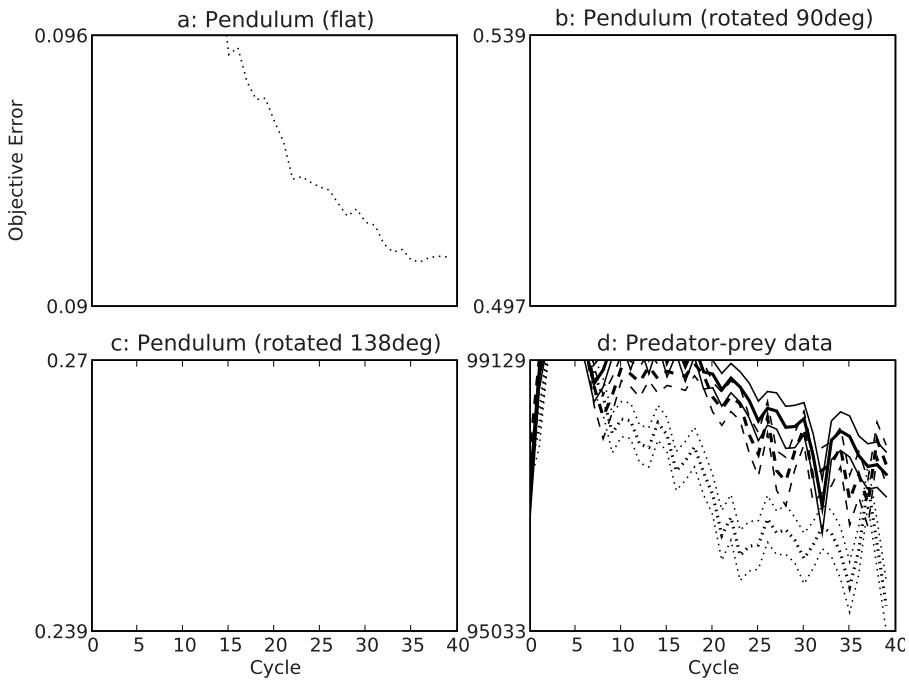 a: Pendulum (flat)
b: Pendulum (rotated 90deg)
0.096
0.539
Objective Error
0.09
0.497
c: Pendulum (rotated 138deg)
d: Predator-prey data
0.27
99129
0.239
95033
0 5 10 15 20 25 30 35 40
0 5 10 15 20 25 30 35 40
Cycle
Cycle